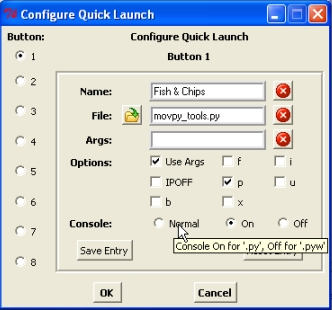 Configure Quick Launch
Button: Configure Quick Launch
1 Button 1
2
Name: Fish & Chips
3 File: movpy_tools.py
4 Args:
5 Options: Use Args f i
IPOFF p u
6 b x
7 Console: Normal On Off
Console On for '.py', Off for '.pyw'
8 Save Entry
OK Cancel